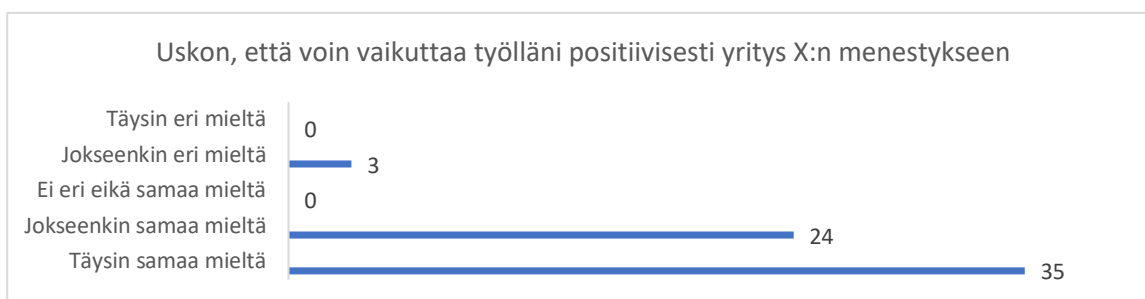 Uskon, että voin vaikuttaa työlläni positiivisesti yritys X:n menestykseen
Täysin eri mieltä 0
Jokseenkin eri mieltä 3
Ei eri eikä samaa mieltä 0
Jokseenkin samaa mieltä 24
Täysin samaa mieltä 35